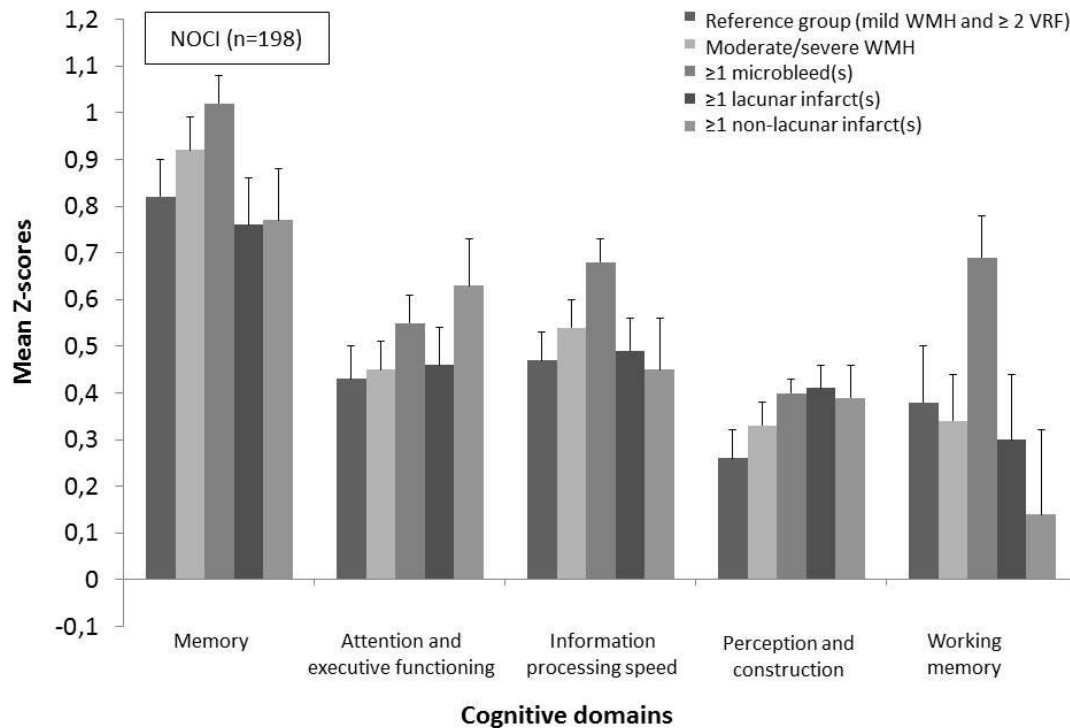 NOCI (n=198)
Reference group (mild WMH and ≥ 2 VRF)
Moderate/severe WMH
≥1 microbleed(s)
≥1 lacunar infarct(s)
≥1 non-lacunar infarct(s)
Mean Z-scores
1,2
1,1
1
0,9
0,8
0,7
0,6
0,5
0,4
0,3
0,2
0,1
0
-0,1
Memory
Attention and
executive functioning
Information
processing speed
Perception and
construction
Working
memory
Cognitive domains